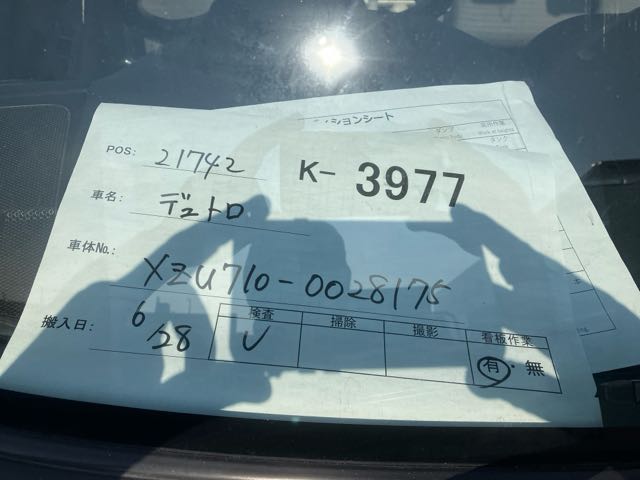 ションシート
POS: 21742
K- 3977
車名: デュトロ
車体No.: XZU710-0028175
搬入日: 6/28
検査 掃除 撮影 看板作業
レ 有・無